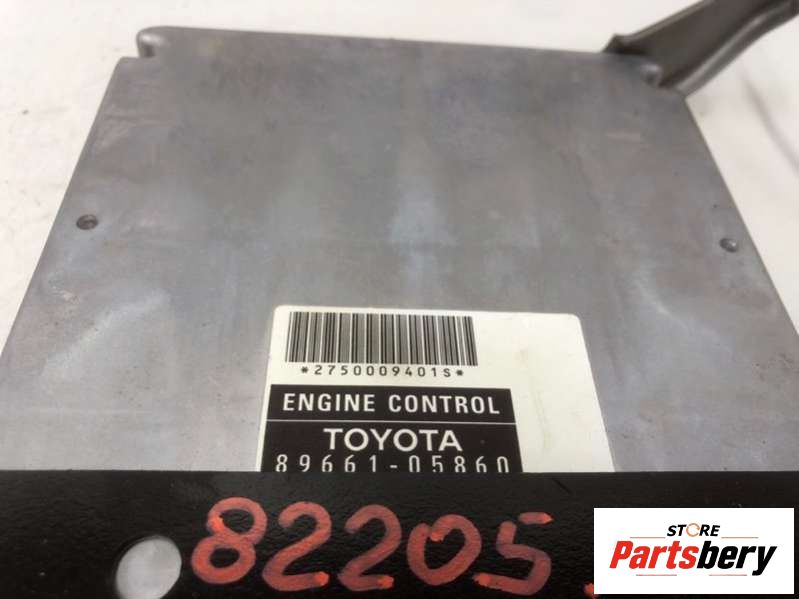 *2750009401S*
ENGINE CONTROL
TOYOTA
89661-05860
82205
STORE
Partsbery